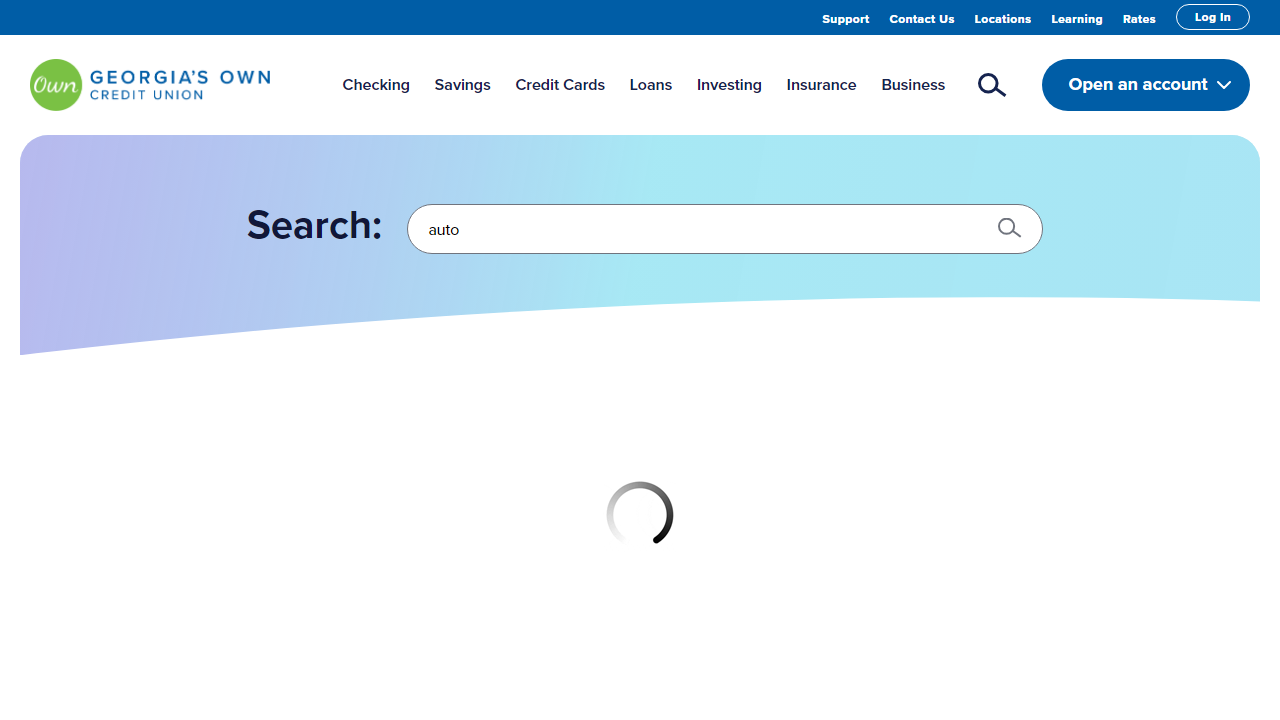 Support Contact Us Locations Learning Rates Log In
Own GEORGIA'S OWN
CREDIT UNION
Checking Savings Credit Cards Loans Investing Insurance Business Open an account
Search: auto